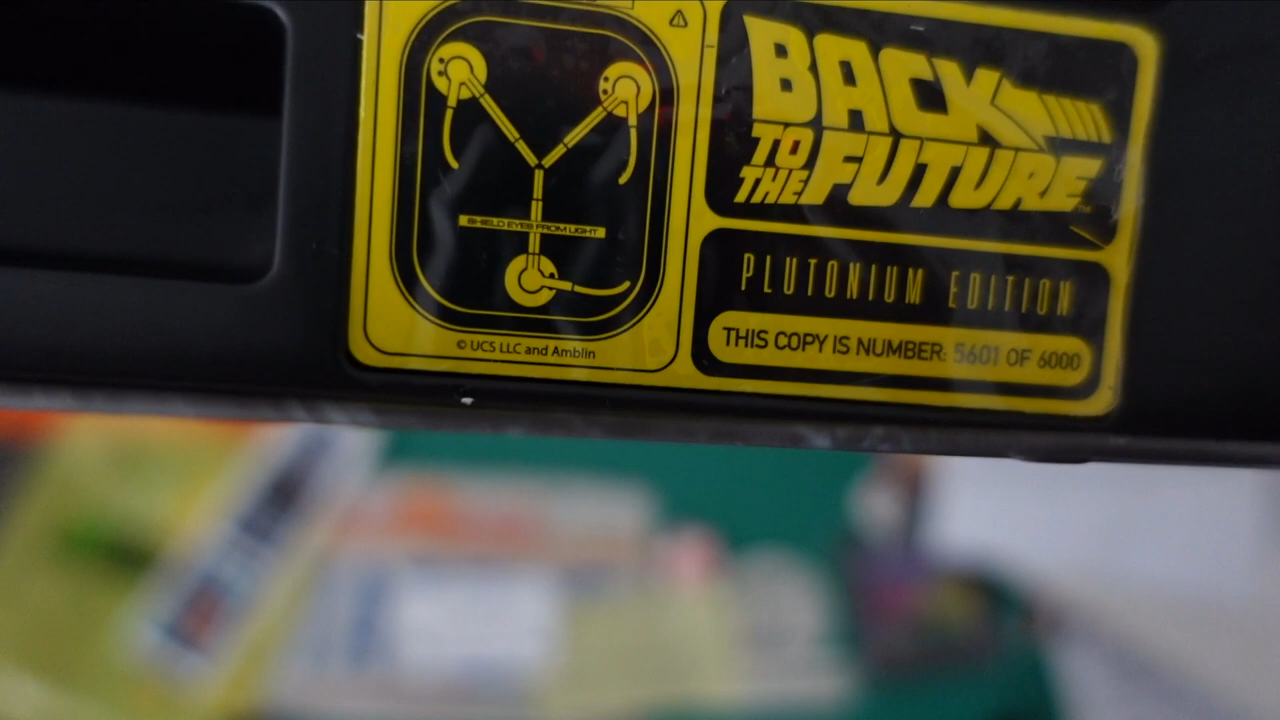 SHIELD EYES FROM LIGHT
© UCS LLC and Amblin
BACK
TO THE FUTURE
™
PLUTONIUM EDITION
THIS COPY IS NUMBER: 5601 OF 6000